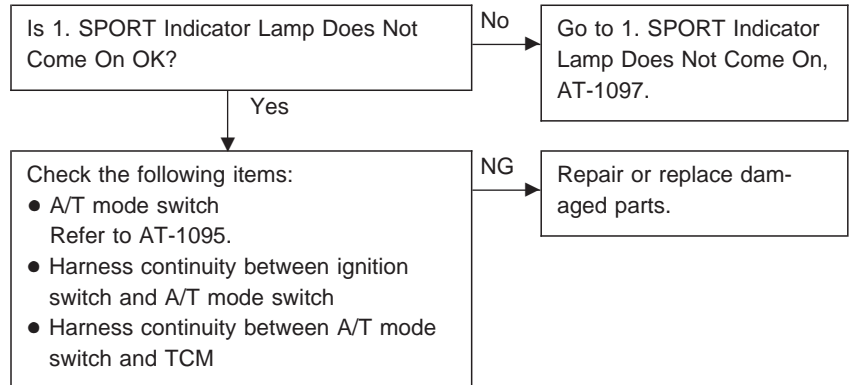 Is 1. SPORT Indicator Lamp Does Not
Come On OK?
No
Go to 1. SPORT Indicator
Lamp Does Not Come On,
AT-1097.
Yes
Check the following items:
● A/T mode switch
Refer to AT-1095.
● Harness continuity between ignition
switch and A/T mode switch
● Harness continuity between A/T mode
switch and TCM
NG
Repair or replace dam-
aged parts.